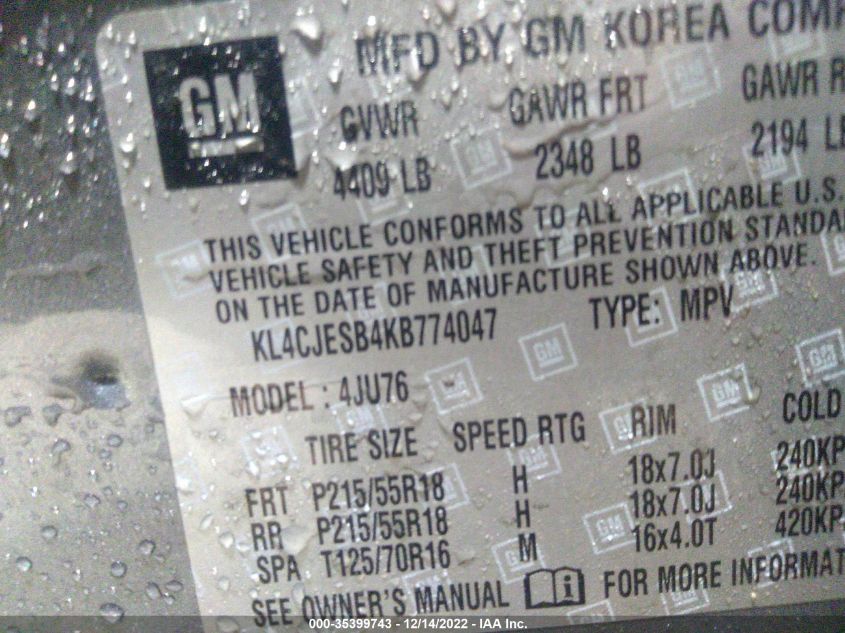 GM
MFD BY GM KOREA COMP
GVWR GAWR FRT GAWR R
4409 LB 2348 LB 2194 LB
THIS VEHICLE CONFORMS TO ALL APPLICABLE U.S.
VEHICLE SAFETY AND THEFT PREVENTION STANDA
ON THE DATE OF MANUFACTURE SHOWN ABOVE.
KL4CJESB4KB774047 TYPE: MPV
MODEL : 4JU76
TIRE SIZE SPEED RTG RIM COLD
FRT P215/55R18 H 18x7.0J 240KP
RR P215/55R18 H 18x7.0J 240KP
SPA T125/70R16 M 16x4.0T 420KP
SEE OWNER'S MANUAL FOR MORE INFORMAT
000-35399743 - 12/14/2022 - IAA Inc.